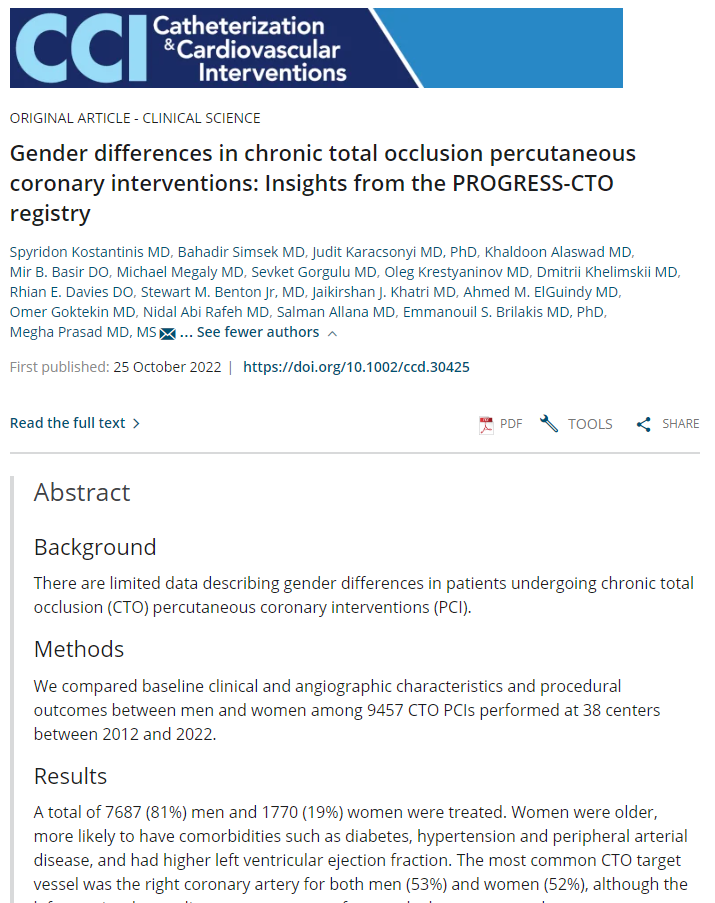 CCI Catheterization
& Cardiovascular
Interventions
ORIGINAL ARTICLE - CLINICAL SCIENCE
Gender differences in chronic total occlusion percutaneous
coronary interventions: Insights from the PROGRESS-CTO
registry
Spyridon Kostantinis MD, Bahadir Simsek MD, Judit Karacsonyi MD, PhD, Khaldoon Alaswad MD,
Mir B. Basir DO, Michael Megaly MD, Sevket Gorgulu MD, Oleg Krestyaninov MD, Dmitrii Khelimskii MD,
Rhian E. Davies DO, Stewart M. Benton Jr, MD, Jaikirshan J. Khatri MD, Ahmed M. ElGuindy MD,
Omer Goktekin MD, Nidal Abi Rafeh MD, Salman Allana MD, Emmanouil S. Brilakis MD, PhD,
Megha Prasad MD, MS ... See fewer authors
First published: 25 October 2022 | https://doi.org/10.1002/ccd.30425
Read the full text PDF TOOLS SHARE
Abstract
Background
There are limited data describing gender differences in patients undergoing chronic total
occlusion (CTO) percutaneous coronary interventions (PCI).
Methods
We compared baseline clinical and angiographic characteristics and procedural
outcomes between men and women among 9457 CTO PCIs performed at 38 centers
between 2012 and 2022.
Results
A total of 7687 (81%) men and 1770 (19%) women were treated. Women were older,
more likely to have comorbidities such as diabetes, hypertension and peripheral arterial
disease, and had higher left ventricular ejection fraction. The most common CTO target
vessel was the right coronary artery for both men (53%) and women (52%), although the